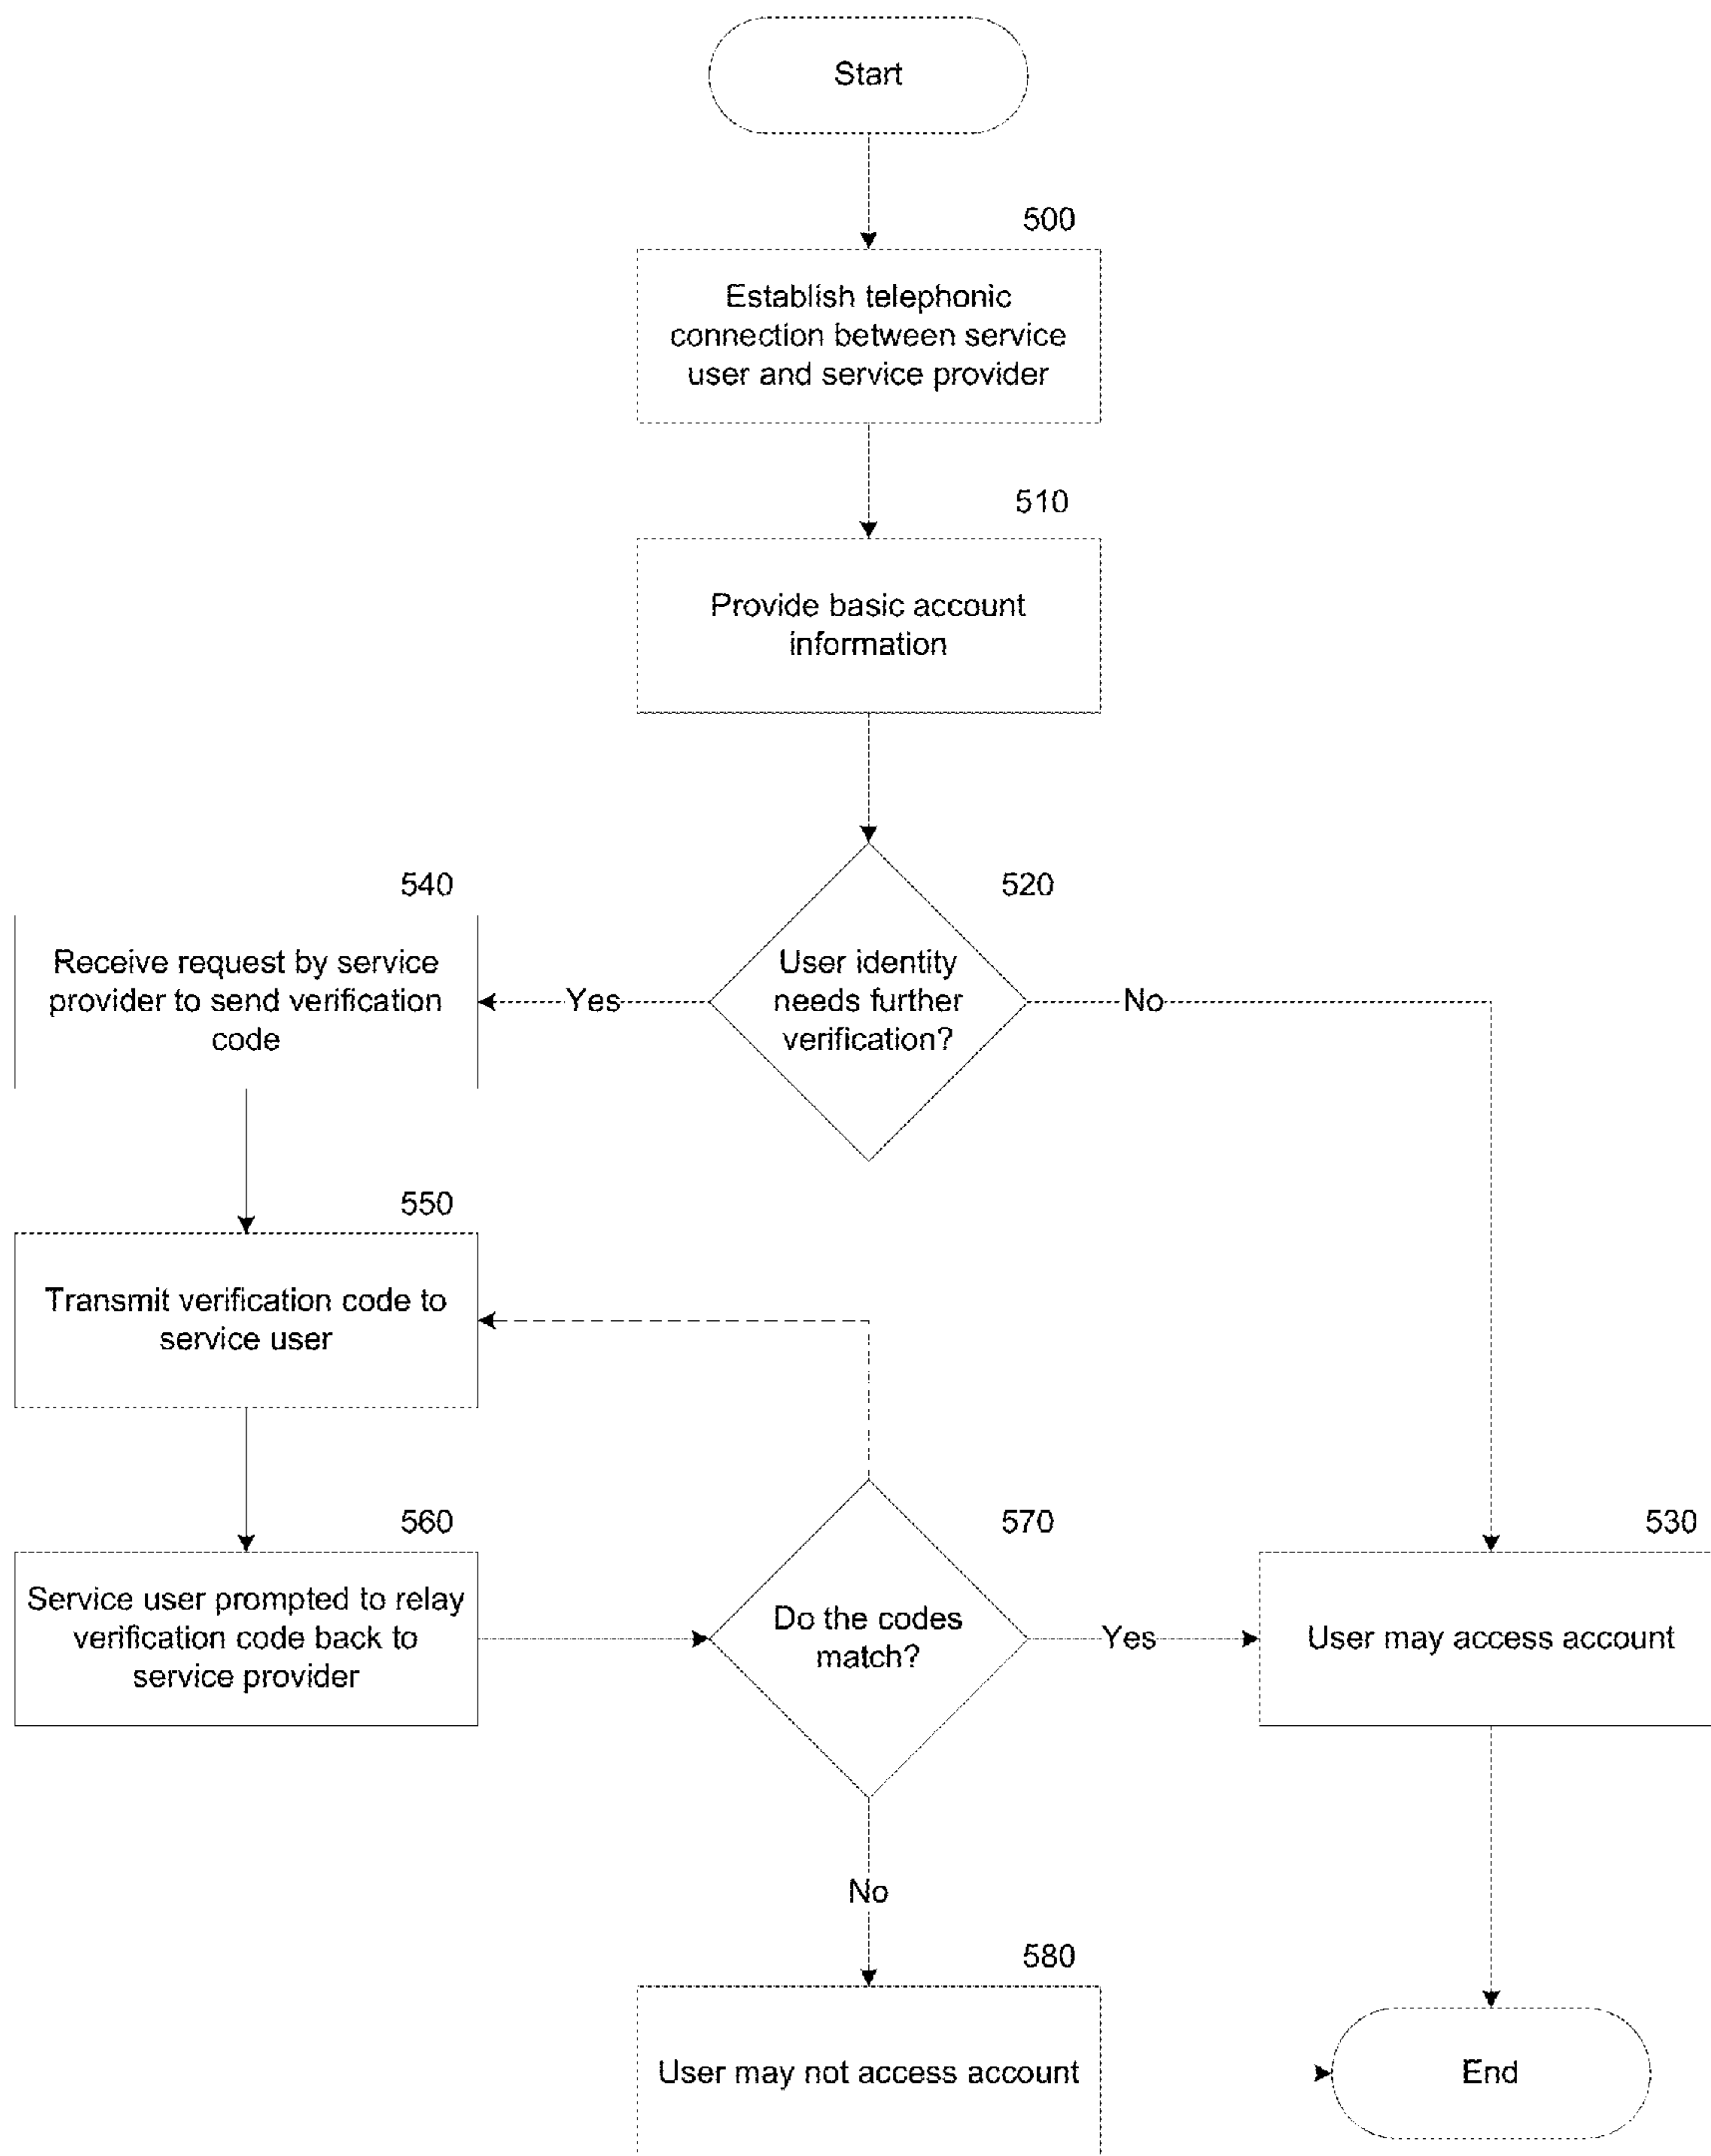 Start
500
Establish telephonic
connection between service
user and service provider
510
Provide basic account
information
540
520
Receive request by service
provider to send verification
code
Yes
User identity
needs further
verification?
No
550
Transmit verification code to
service user
560
570
530
Service user prompted to relay
verification code back to
service provider
Do the codes
match?
Yes
User may access account
No
580
User may not access account
End